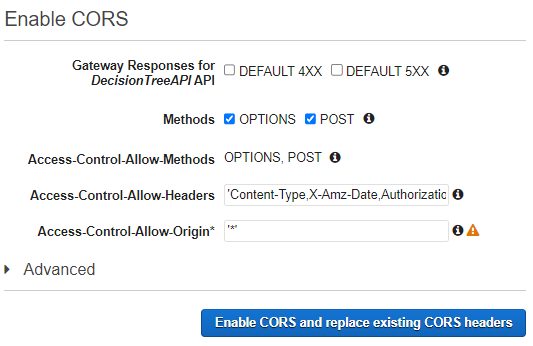 Enable CORS
Gateway Responses for DEFAULT 4XX DEFAULT 5XX
DecisionTreeAPI API
Methods OPTIONS POST
Access-Control-Allow-Methods OPTIONS, POST
Access-Control-Allow-Headers 'Content-Type,X-Amz-Date,Authorizatio
Access-Control-Allow-Origin* '*'
Advanced
Enable CORS and replace existing CORS headers